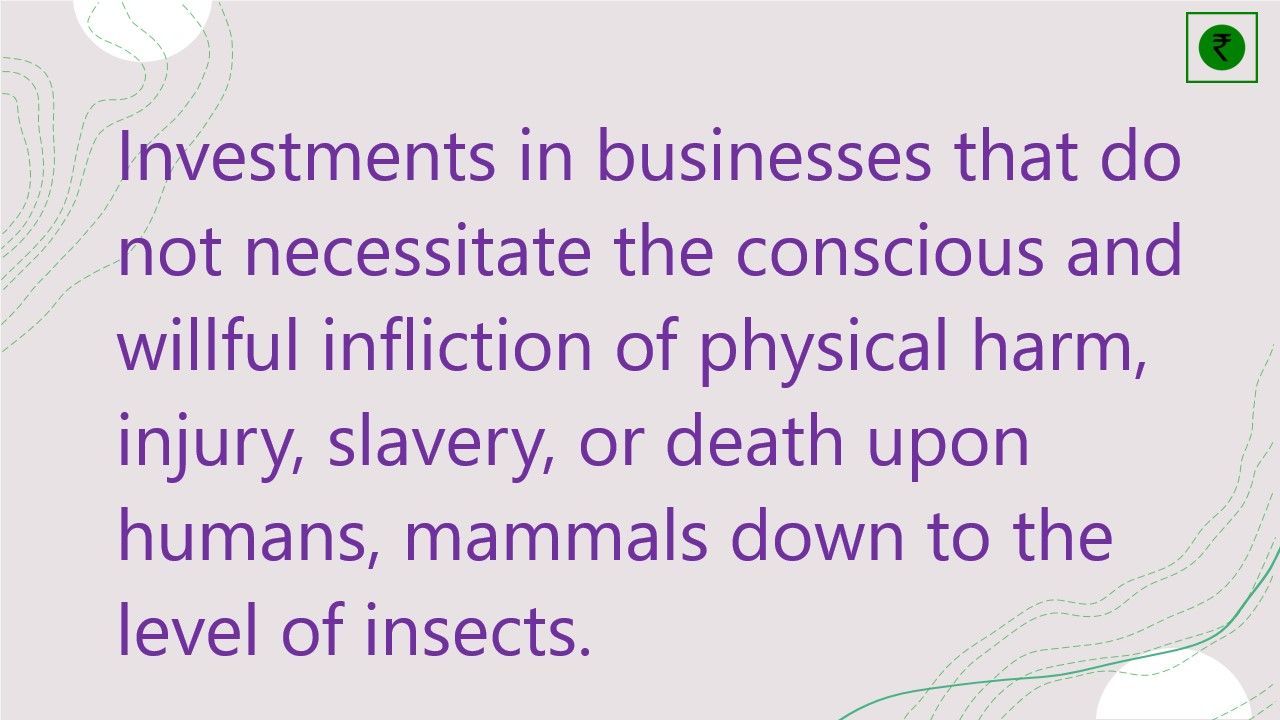 ₹
Investments in businesses that do
not necessitate the conscious and
willful infliction of physical harm,
injury, slavery, or death upon
humans, mammals down to the
level of insects.